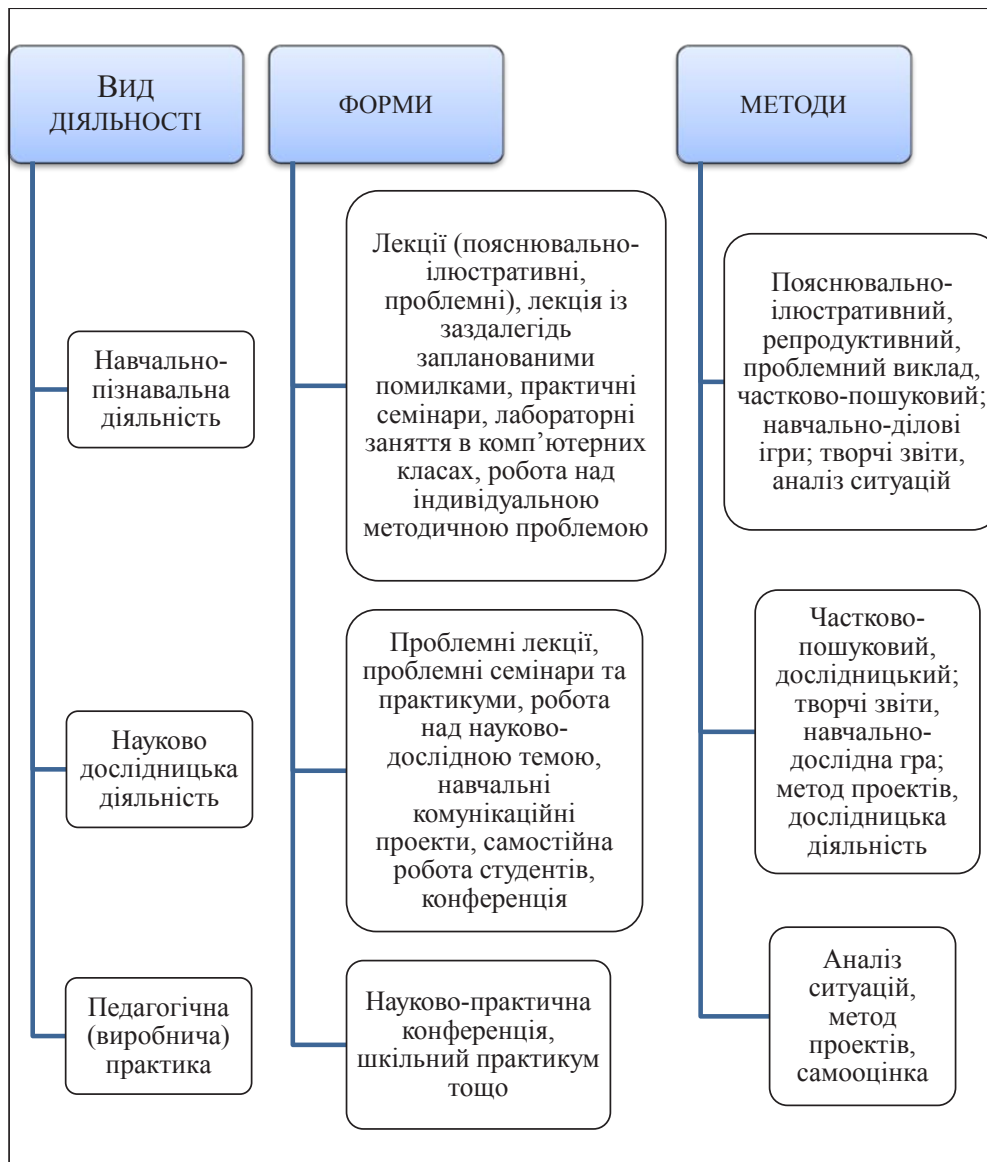 ВИД
ДІЯЛЬНОСТІ
ФОРМИ
МЕТОДИ
Навчально-
пізнавальна
діяльність
Лекції (пояснювально-
ілюстративні,
проблемні), лекція із
заздалегідь
запланованими
помилками, практичні
семінари, лабораторні
заняття в комп’ютерних
класах, робота над
індивідуальною
методичною проблемою
Пояснювально-
ілюстративний,
репродуктивний,
проблемний виклад,
частково-пошуковий;
навчально-ділові
ігри; творчі звіти,
аналіз ситуацій
Науково
дослідницька
діяльність
Проблемні лекції,
проблемні семінари та
практикуми, робота
над науково-
дослідною темою,
навчальні
комунікаційні
проекти, самостійна
робота студентів,
конференція
Частково-
пошуковий,
дослідницький;
творчі звіти,
навчально-
дослідна гра;
метод проектів,
дослідницька
діяльність
Педагогічна
(виробнича)
практика
Науково-практична
конференція,
шкільний практикум
тощо
Аналіз
ситуацій,
метод
проектів,
самооцінка